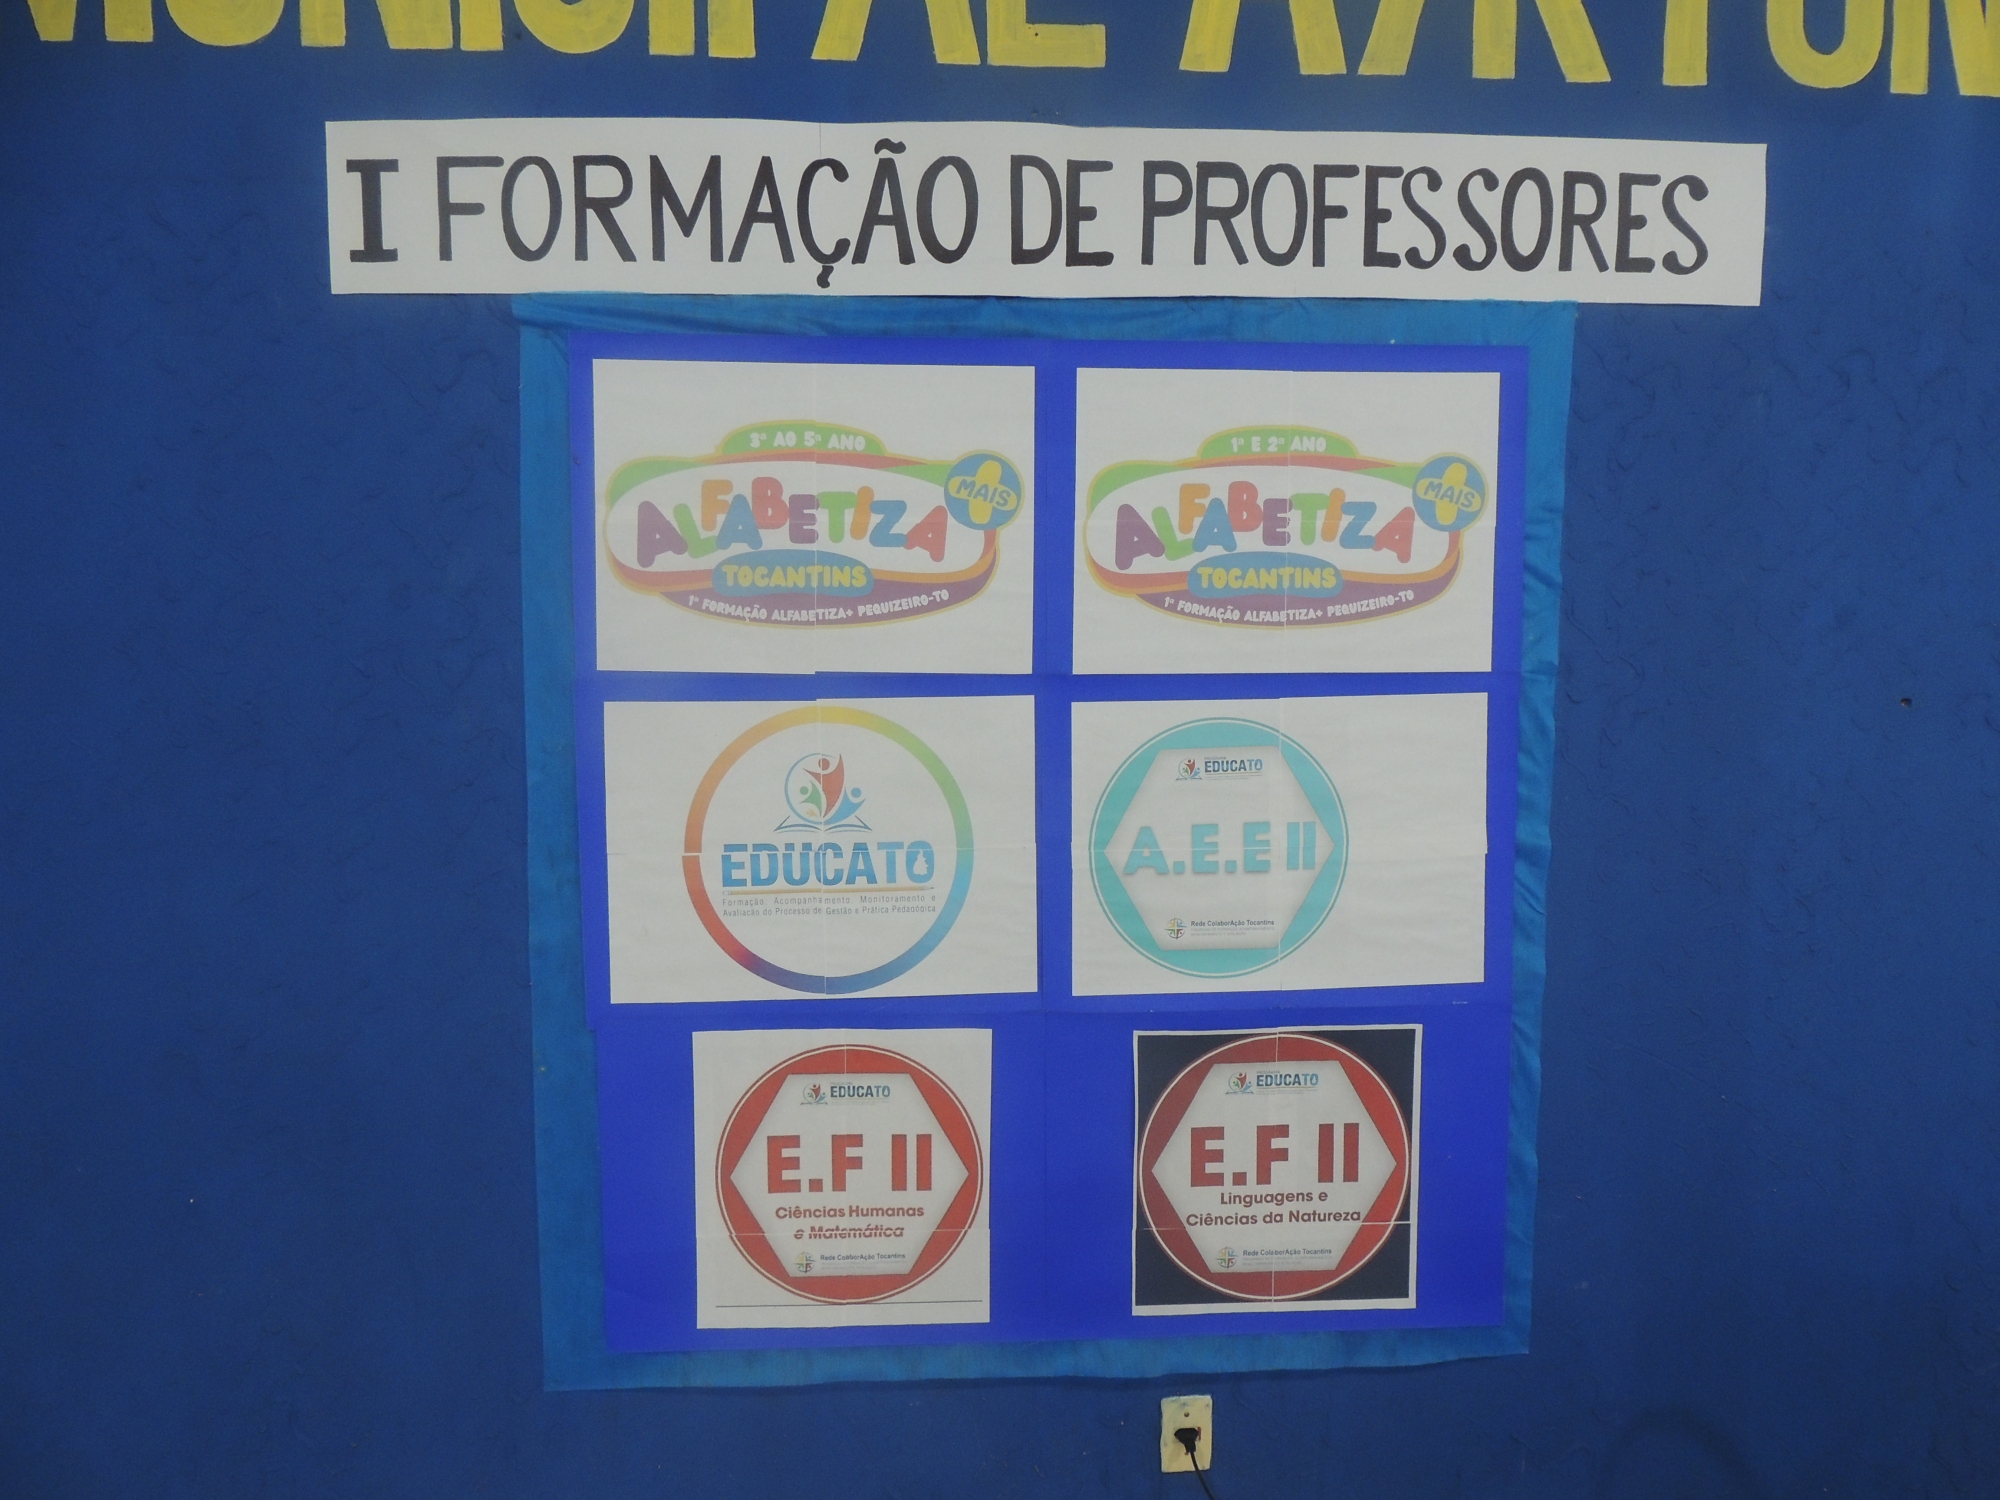 MUNICIPAL AYRTON
I FORMAÇÃO DE PROFESSORES
3º AO 5º ANO
ALFABETIZA
MAIS
TOCANTINS
1ª FORMAÇÃO ALFABETIZA+ PEQUIZEIRO-TO
1º E 2º ANO
ALFABETIZA
MAIS
TOCANTINS
1ª FORMAÇÃO ALFABETIZA+ PEQUIZEIRO-TO
EDUCATO
Formação, Acompanhamento, Monitoramento e
Avaliação do Processo de Gestão e Prática Pedagógica
EDUCATO
A.E.E II
Rede ColaborAção Tocantins
EDUCATO
E.F II
Ciências Humanas
e Matemática
Rede ColaborAção Tocantins
EDUCATO
E.F II
Linguagens e
Ciências da Natureza
Rede ColaborAção Tocantins